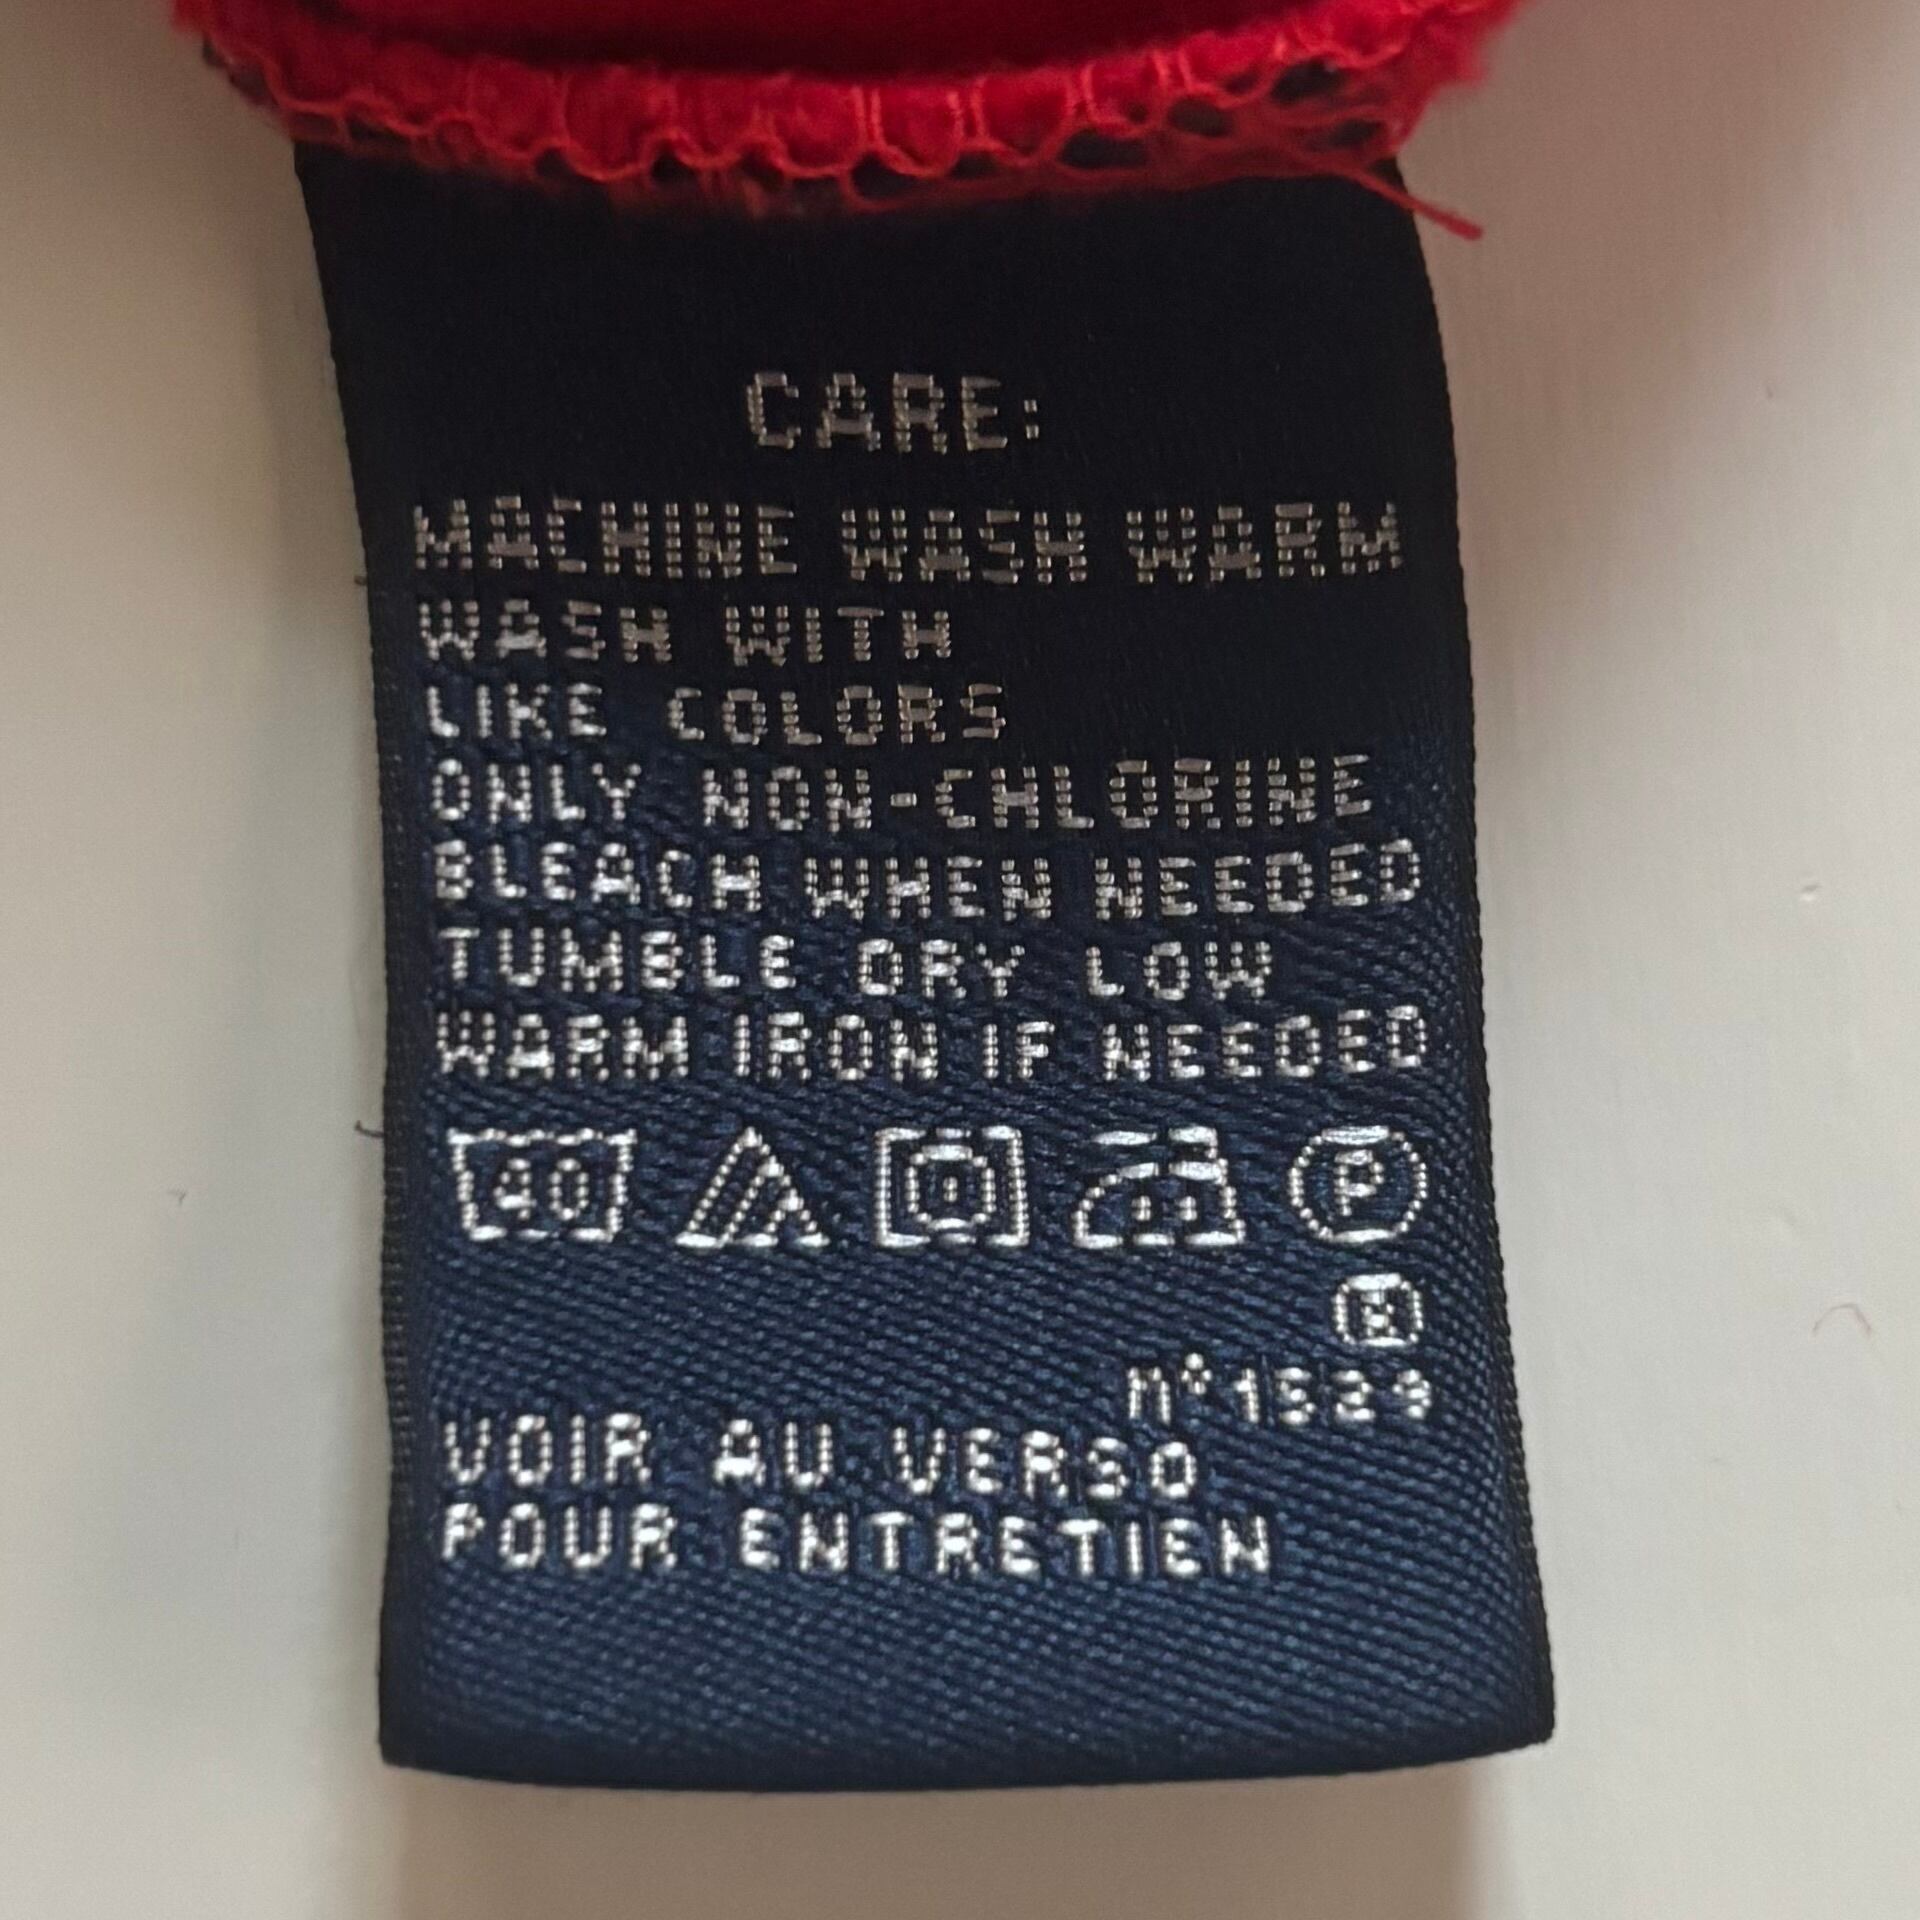 CARE:
MACHINE WASH WARM
WASH WITH
LIKE COLORS
ONLY NON-CHLORINE
BLEACH WHEN NEEDED
TUMBLE DRY LOW
WARM IRON IF NEEDED
40 P
n°1529
VOIR AU VERSO
POUR ENTRETIEN